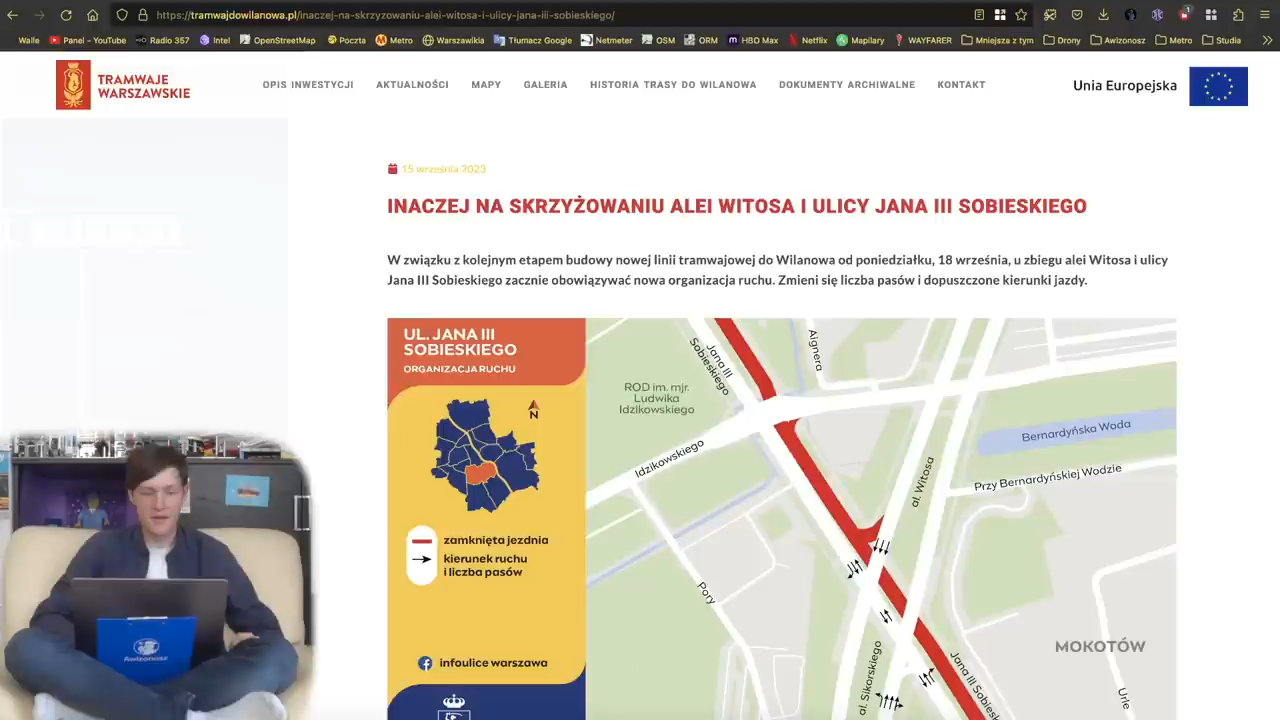 https://tramwajdowilanowa.pl/inaczej-na-skrzyzowaniu-alei-witosa-i-ulicy-jana-iii-sobieskiego/
Walle
Panel - YouTube
Radio 357
Intel
OpenStreetMap
Poczta
Metro
Warszawikia
Tłumacz Google
Netmeter
OSM
ORM
HBO Max
Netflix
Mapilary
WAYFARER
Mniejsza z tym
Drony
Awizonosz
Metro
Studia
TRAMWAJE
WARSZAWSKIE
OPIS INWESTYCJI
AKTUALNOŚCI
MAPY
GALERIA
HISTORIA TRASY DO WILANOWA
DOKUMENTY ARCHIWALNE
KONTAKT
Unia Europejska
15 września 2023
INACZEJ NA SKRZYŻOWANIU ALEI WITOSA I ULICY JANA III SOBIESKIEGO
W związku z kolejnym etapem budowy nowej linii tramwajowej do Wilanowa od poniedziałku, 18 września, u zbiegu alei Witosa i ulicy
Jana III Sobieskiego zacznie obowiązywać nowa organizacja ruchu. Zmieni się liczba pasów i dopuszczone kierunki jazdy.
UL. JANA III
SOBIESKIEGO
ORGANIZACJA RUCHU
N
zamknięta jezdnia
kierunek ruchu
i liczba pasów
infoulice warszawa
Jana III
Sobieskiego
Aignera
ROD im. mjr.
Ludwika
Idzikowskiego
Idzikowskiego
Bernardyńska Woda
al. Witosa
Przy Bernardyńskiej Wodzie
Pory
MOKOTÓW
al. Sikorskiego
Jana III Sobies
Urle
Awizonosz